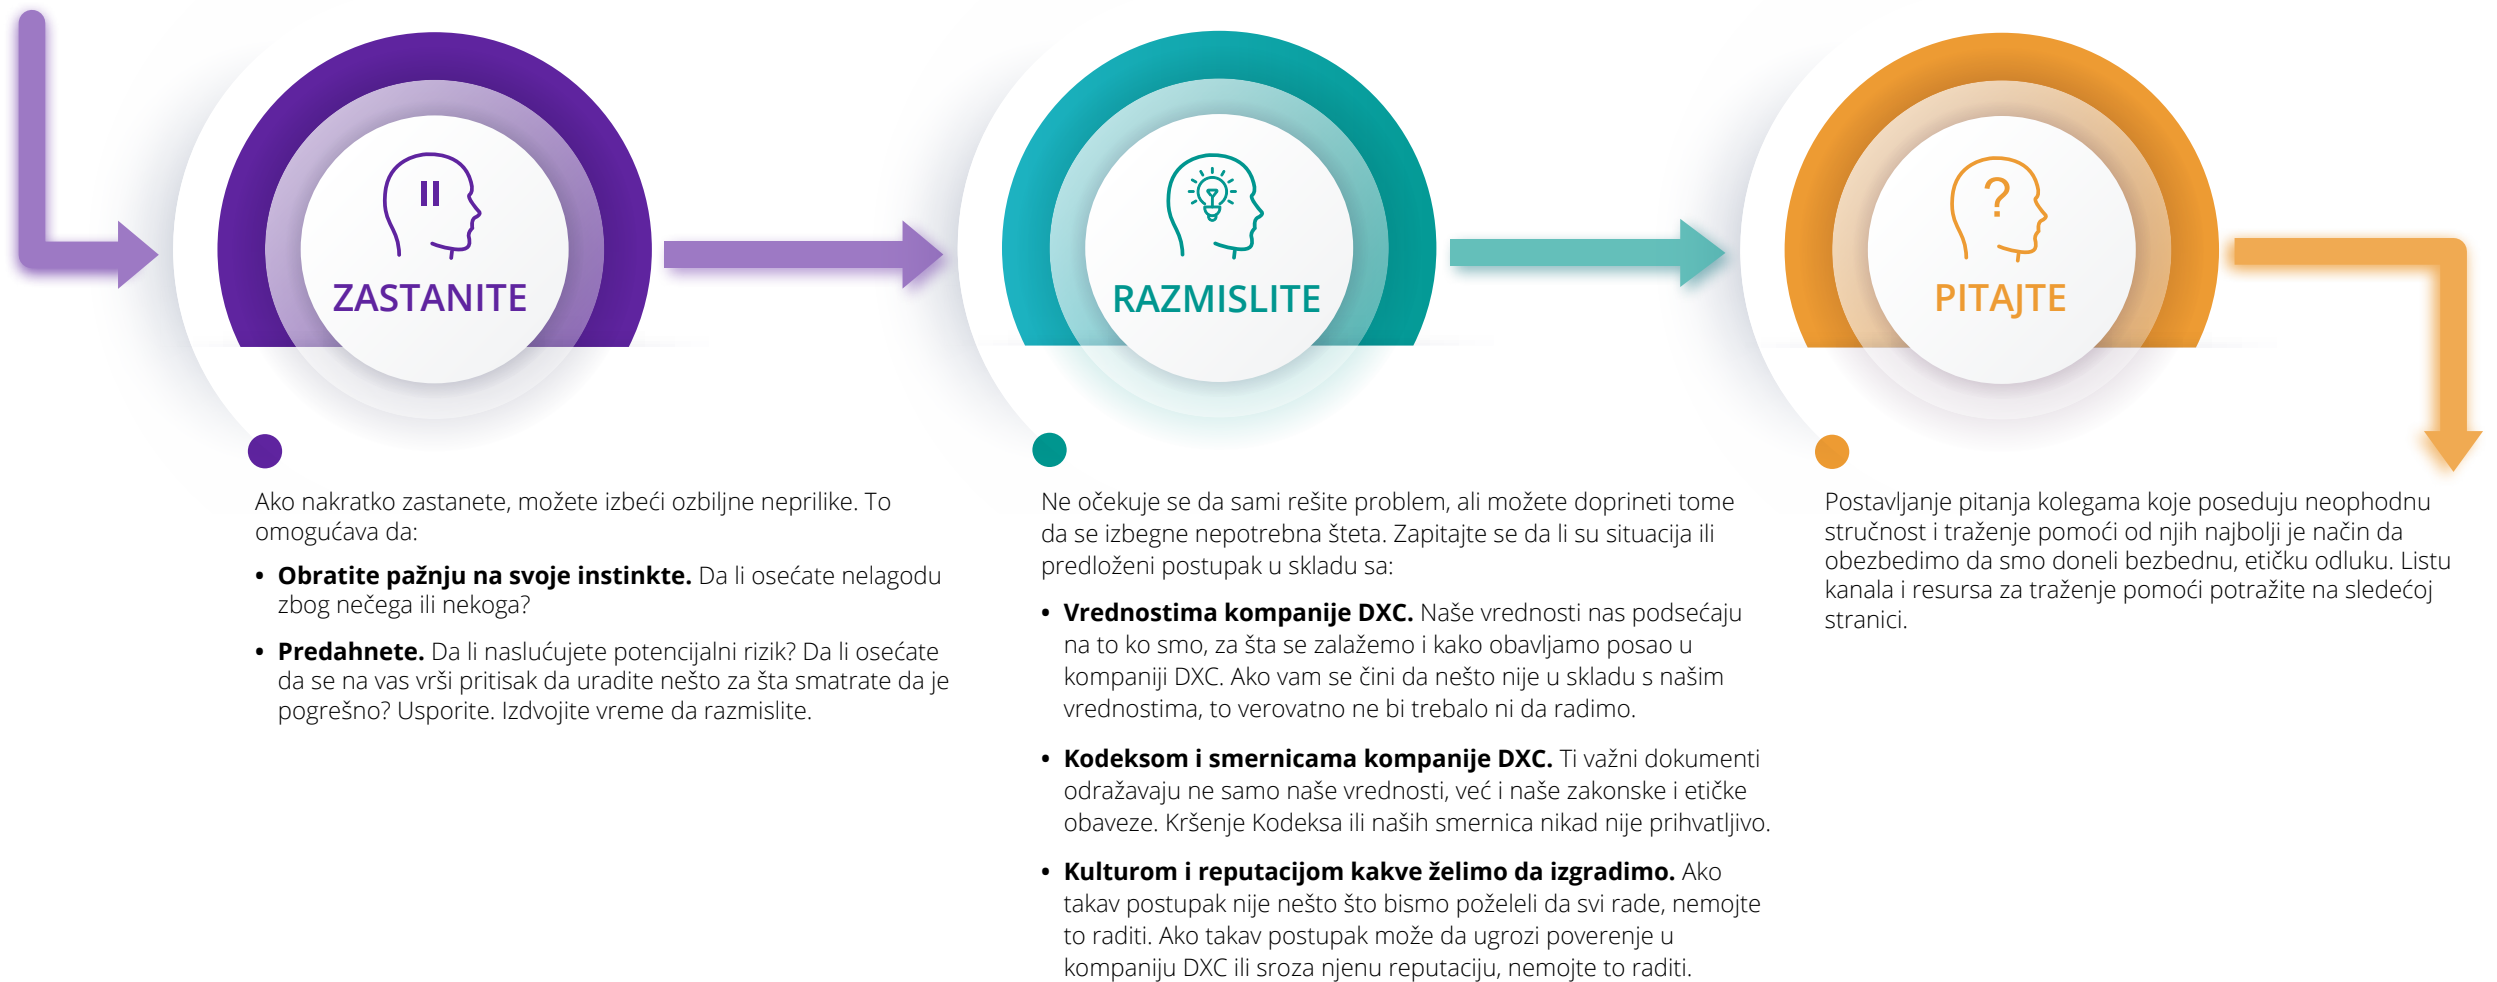 ZASTANITE
Ako nakratko zastanete, možete izbeći ozbiljne neprilike. To
omogućava da:
• Obratite pažnju na svoje instinkte. Da li osećate nelagodu
zbog nečega ili nekoga?
• Predahnete. Da li naslućujete potencijalni rizik? Da li osećate
da se na vas vrši pritisak da uradite nešto za šta smatrate da je
pogrešno? Usporite. Izdvojite vreme da razmislite.
RAZMISLITE
Ne očekuje se da sami rešite problem, ali možete doprineti tome
da se izbegne nepotrebna šteta. Zapitajte se da li su situacija ili
predloženi postupak u skladu sa:
• Vrednostima kompanije DXC. Naše vrednosti nas podsećaju
na to ko smo, za šta se zalažemo i kako obavljamo posao u
kompaniji DXC. Ako vam se čini da nešto nije u skladu s našim
vrednostima, to verovatno ne bi trebalo ni da radimo.
• Kodeksom i smernicama kompanije DXC. Ti važni dokumenti
odražavaju ne samo naše vrednosti, već i naše zakonske i etičke
obaveze. Kršenje Kodeksa ili naših smernica nikad nije prihvatljivo.
• Kulturom i reputacijom kakve želimo da izgradimo. Ako
takav postupak nije nešto što bismo poželeli da svi rade, nemojte
to raditi. Ako takav postupak može da ugrozi poverenje u
kompaniju DXC ili sroza njenu reputaciju, nemojte to raditi.
PITAJTE
Postavljanje pitanja kolegama koje poseduju neophodnu
stručnost i traženje pomoći od njih najbolji je način da
obezbedimo da smo doneli bezbednu, etičku odluku. Listu
kanala i resursa za traženje pomoći potražite na sledećoj
stranici.